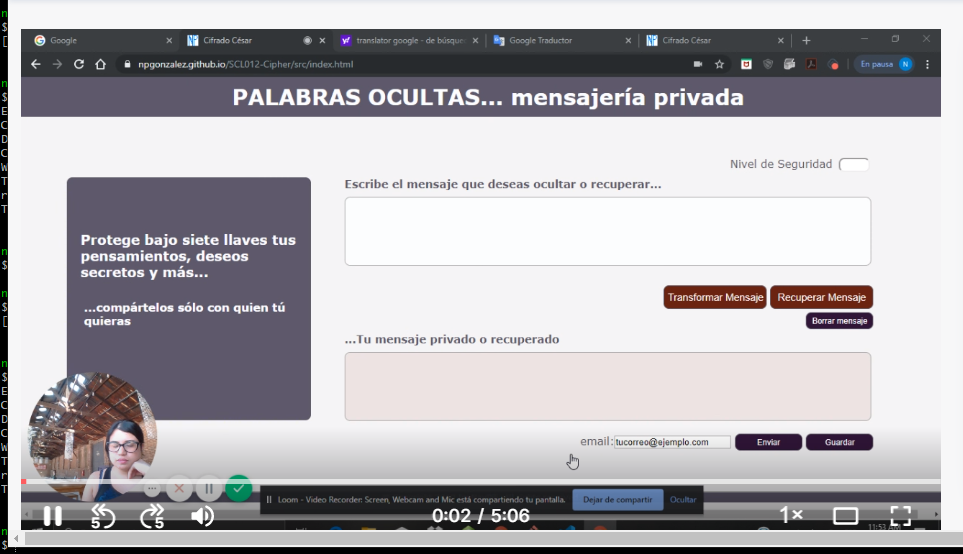 Google
Cifrado César
translator google - de búsque
Google Traductor
Cifrado César
npgonzalez.github.io/SCL012-Cipher/src/index.html
En pausa
N
PALABRAS OCULTAS... mensajería privada
Nivel de Seguridad
Escribe el mensaje que deseas ocultar o recuperar...
Protege bajo siete llaves tus
pensamientos, deseos
secretos y más...
...compártelos sólo con quien tú
quieras
Transformar Mensaje
Recuperar Mensaje
Borrar mensaje
...Tu mensaje privado o recuperado
email:
tucorreo@ejemplo.com
Enviar
Guardar
Loom - Video Recorder: Screen, Webcam and Mic está compartiendo tu pantalla.
Dejar de compartir
Ocultar
5
5
0:02 / 5:06
1×
11:53 AM